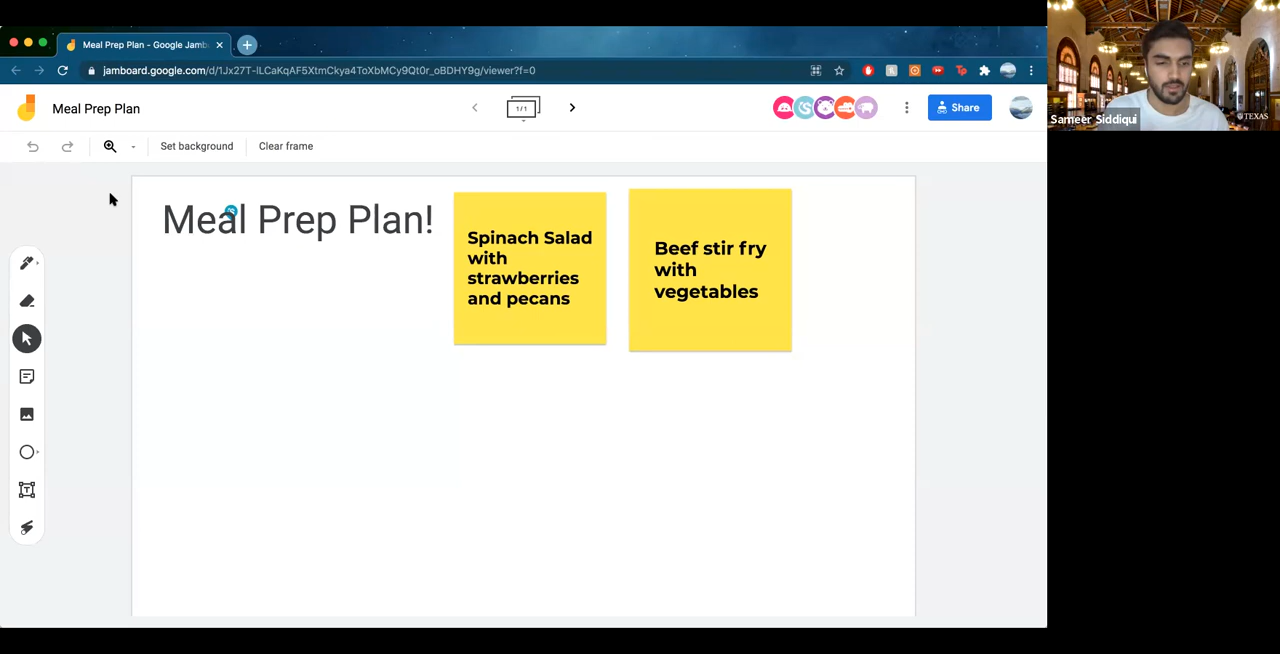 Meal Prep Plan - Google Jamb
jamboard.google.com/d/1Jx27T-lLCaKqAF5XtmCkya4ToXbMCy9Qt0r_oBDHY9g/viewer?f=0
Meal Prep Plan
1/1
Share
Set background
Clear frame
Meal Prep Plan!
Spinach Salad
with
strawberries
and pecans
Beef stir fry
with
vegetables
Sameer Siddiqui
TEXAS